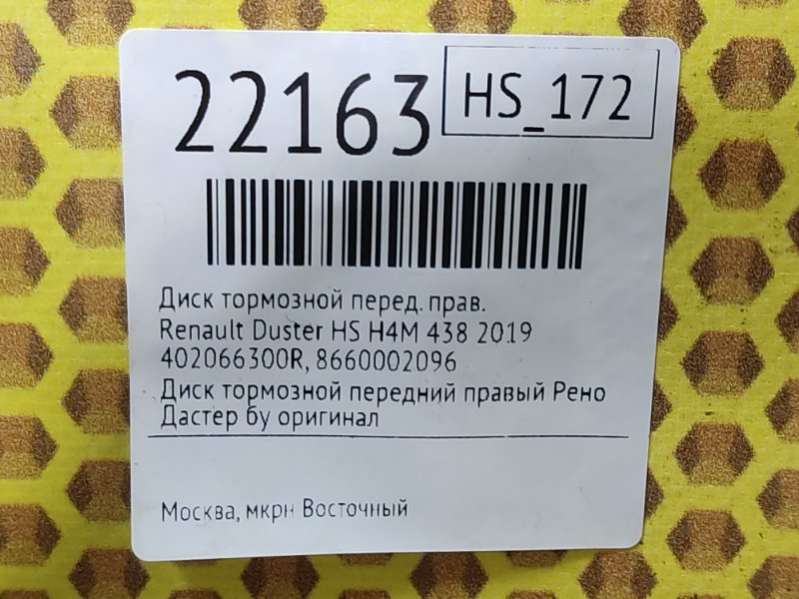 22163
HS_172
Диск тормозной перед. прав.
Renault Duster HS H4M 438 2019
402066300R, 8660002096
Диск тормозной передний правый Рено
Дастер бу оригинал
Москва, мкрн Восточный